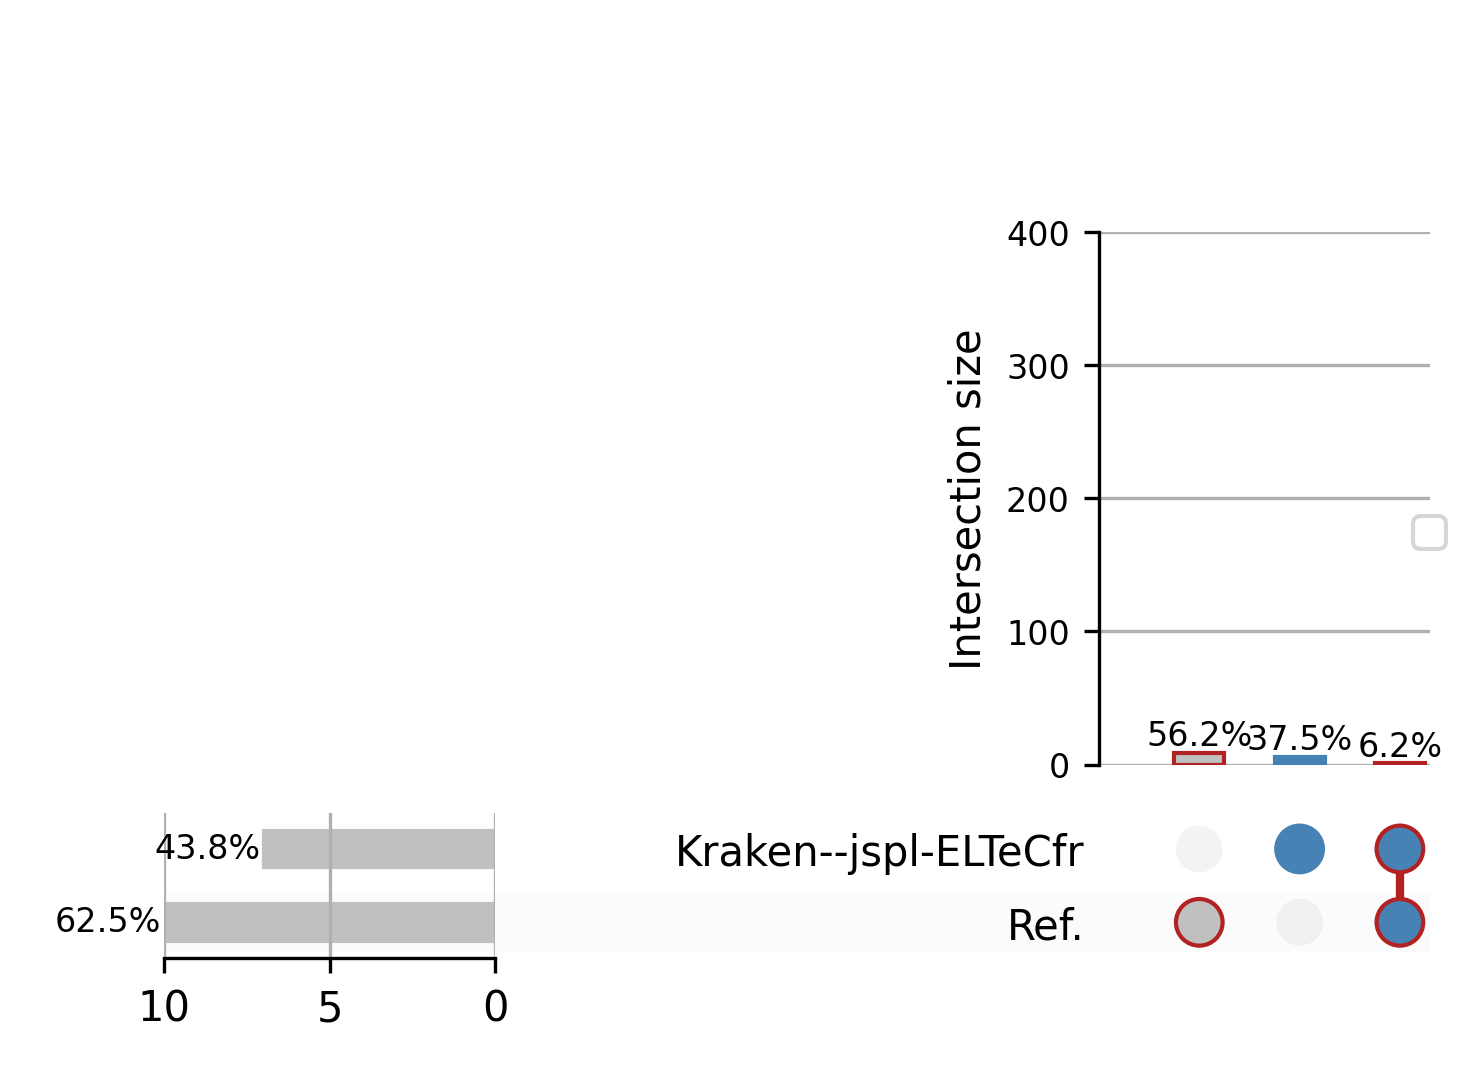 400
300
200
100
0
Intersection size
56.2% 37.5% 6.2%
43.8%
62.5%
Kraken--jspl-ELTeCfr
Ref.
10 5 0